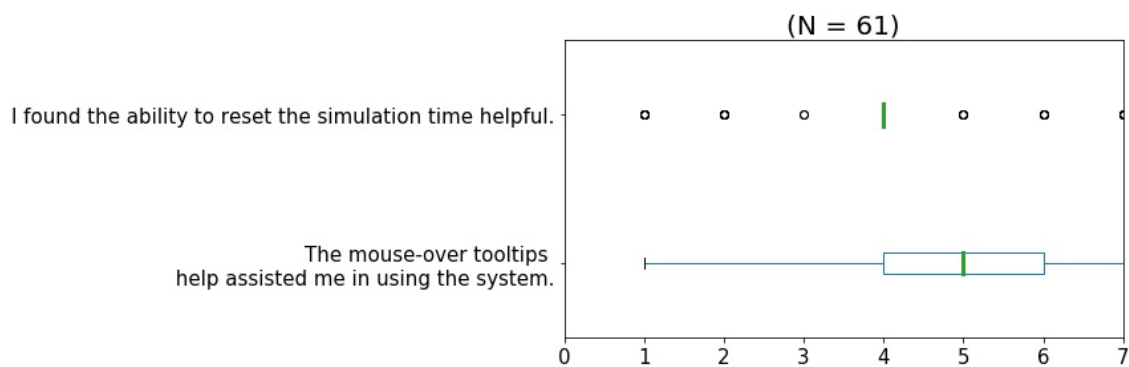 (N = 61)
I found the ability to reset the simulation time helpful.
The mouse-over tooltips
help assisted me in using the system.
0 1 2 3 4 5 6 7